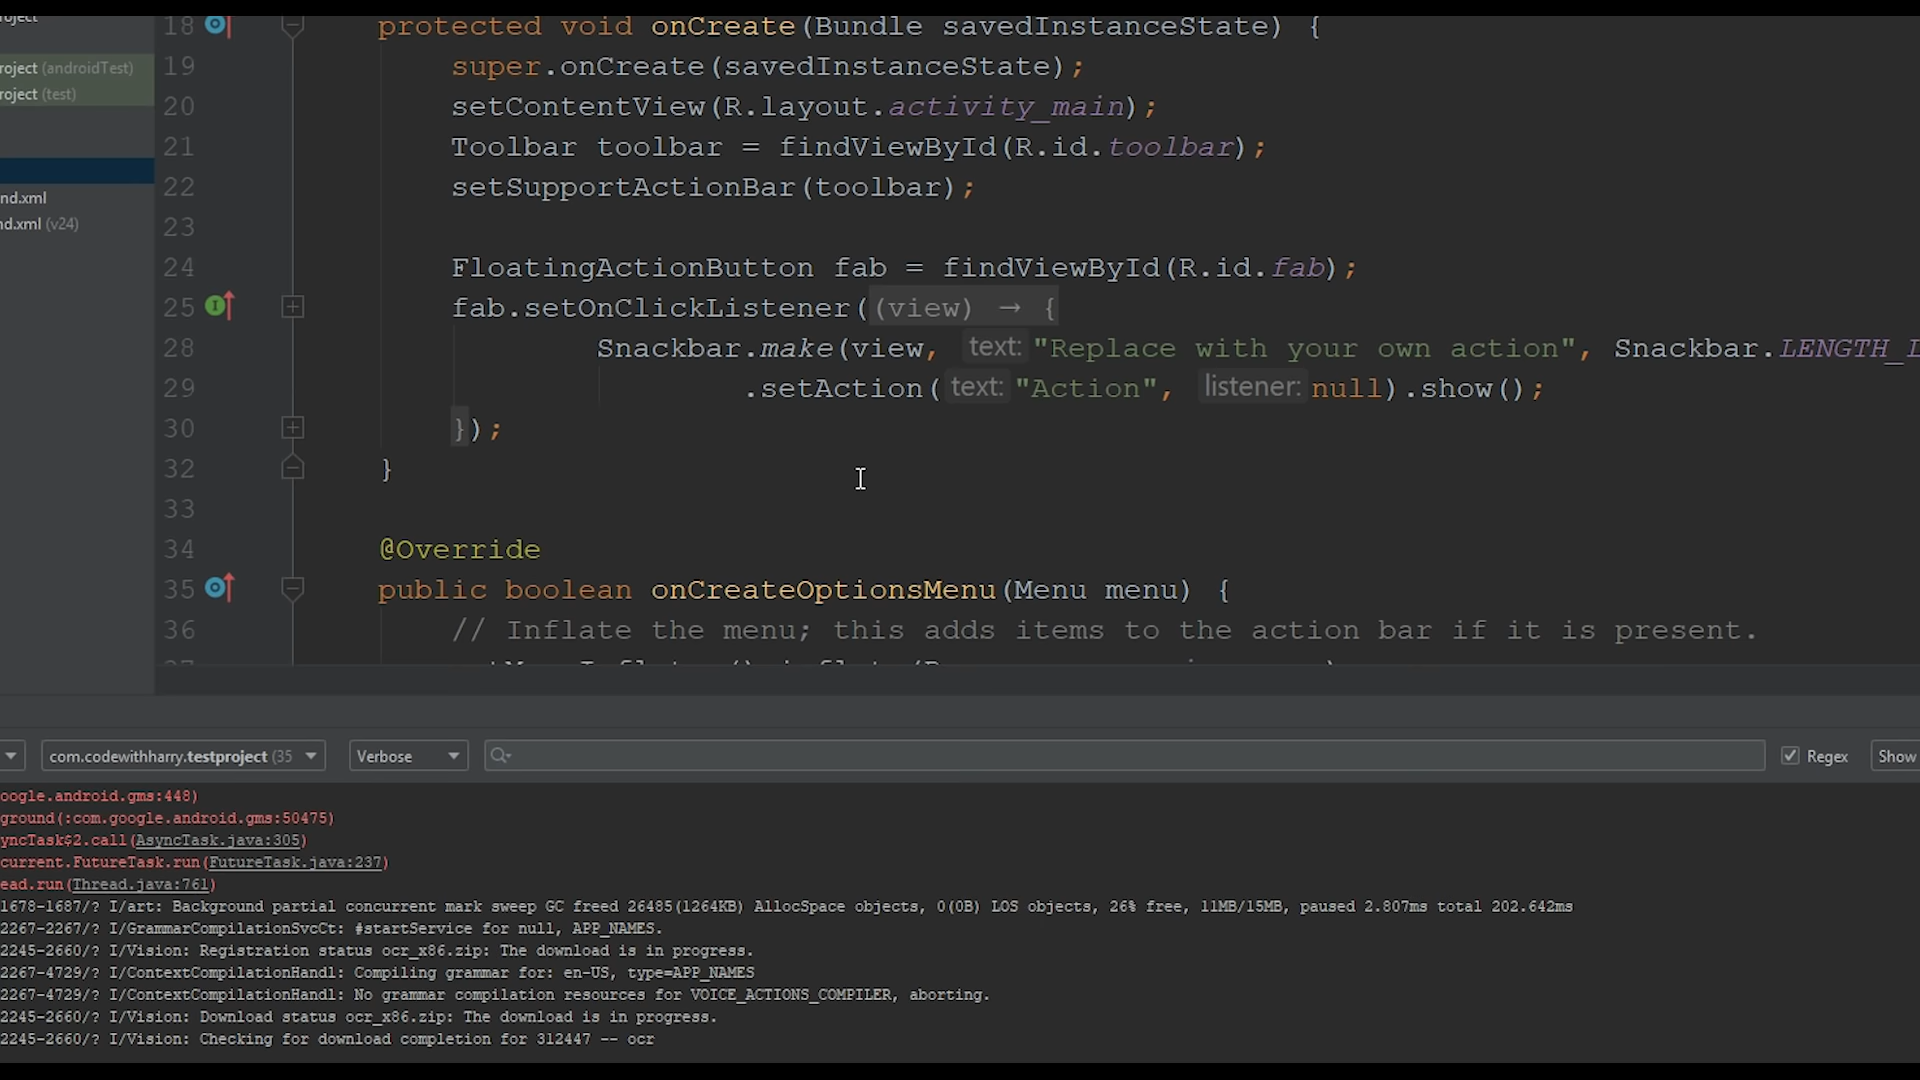 roject
roject (androidTest)
roject (test)
nd.xml
nd.xml (v24)
18 protected void onCreate(Bundle savedInstanceState) {
19 super.onCreate(savedInstanceState);
20 setContentView(R.layout.activity_main);
21 Toolbar toolbar = findViewById(R.id.toolbar);
22 setSupportActionBar(toolbar);
23
24 FloatingActionButton fab = findViewById(R.id.fab);
25 fab.setOnClickListener((view) → {
28 Snackbar.make(view, text: "Replace with your own action", Snackbar.LENGTH_L
29 .setAction( text: "Action", listener: null).show();
30 });
32 }
33
34 @Override
35 public boolean onCreateOptionsMenu(Menu menu) {
36 // Inflate the menu; this adds items to the action bar if it is present.
com.codewithharry.testproject (35 Verbose Regex Show
oogle.android.gms:448)
ground(:com.google.android.gms:50475)
yncTask$2.call(AsyncTask.java:305)
current.FutureTask.run(FutureTask.java:237)
ead.run(Thread.java:761)
1678-1687/? I/art: Background partial concurrent mark sweep GC freed 26485(1264KB) AllocSpace objects, 0(0B) LOS objects, 26% free, 11MB/15MB, paused 2.807ms total 202.642ms
2267-2267/? I/GrammarCompilationSvcCt: #startService for null, APP_NAMES.
2245-2660/? I/Vision: Registration status ocr_x86.zip: The download is in progress.
2267-4729/? I/ContextCompilationHandl: Compiling grammar for: en-US, type=APP_NAMES
2267-4729/? I/ContextCompilationHandl: No grammar compilation resources for VOICE_ACTIONS_COMPILER, aborting.
2245-2660/? I/Vision: Download status ocr_x86.zip: The download is in progress.
2245-2660/? I/Vision: Checking for download completion for 312447 -- ocr